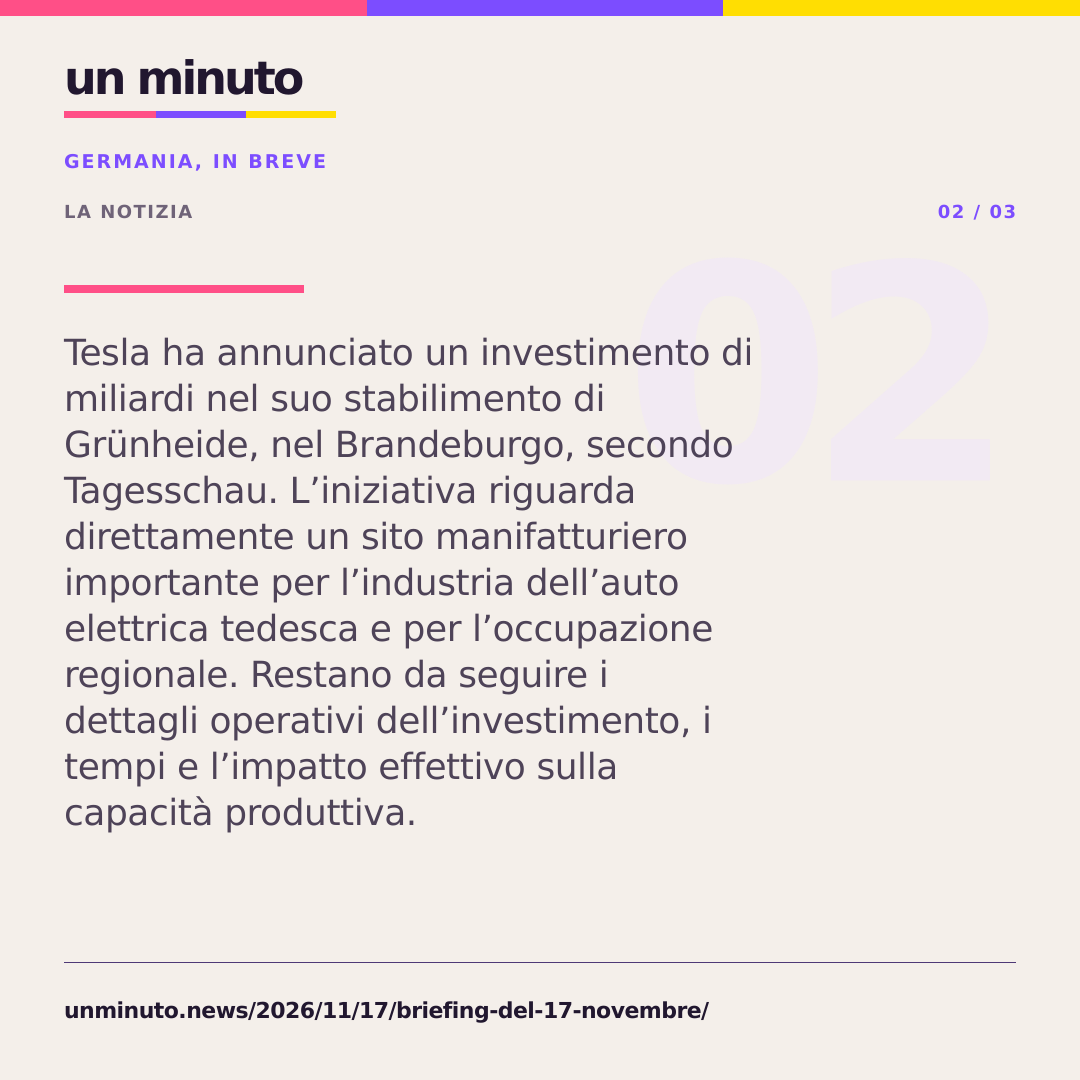 un minuto
GERMANIA, IN BREVE
LA NOTIZIA
02 / 03
02
Tesla ha annunciato un investimento di
miliardi nel suo stabilimento di
Grünheide, nel Brandeburgo, secondo
Tagesschau. L’iniziativa riguarda
direttamente un sito manifatturiero
importante per l’industria dell’auto
elettrica tedesca e per l’occupazione
regionale. Restano da seguire i
dettagli operativi dell’investimento, i
tempi e l’impatto effettivo sulla
capacità produttiva.
unminuto.news/2026/11/17/briefing-del-17-novembre/